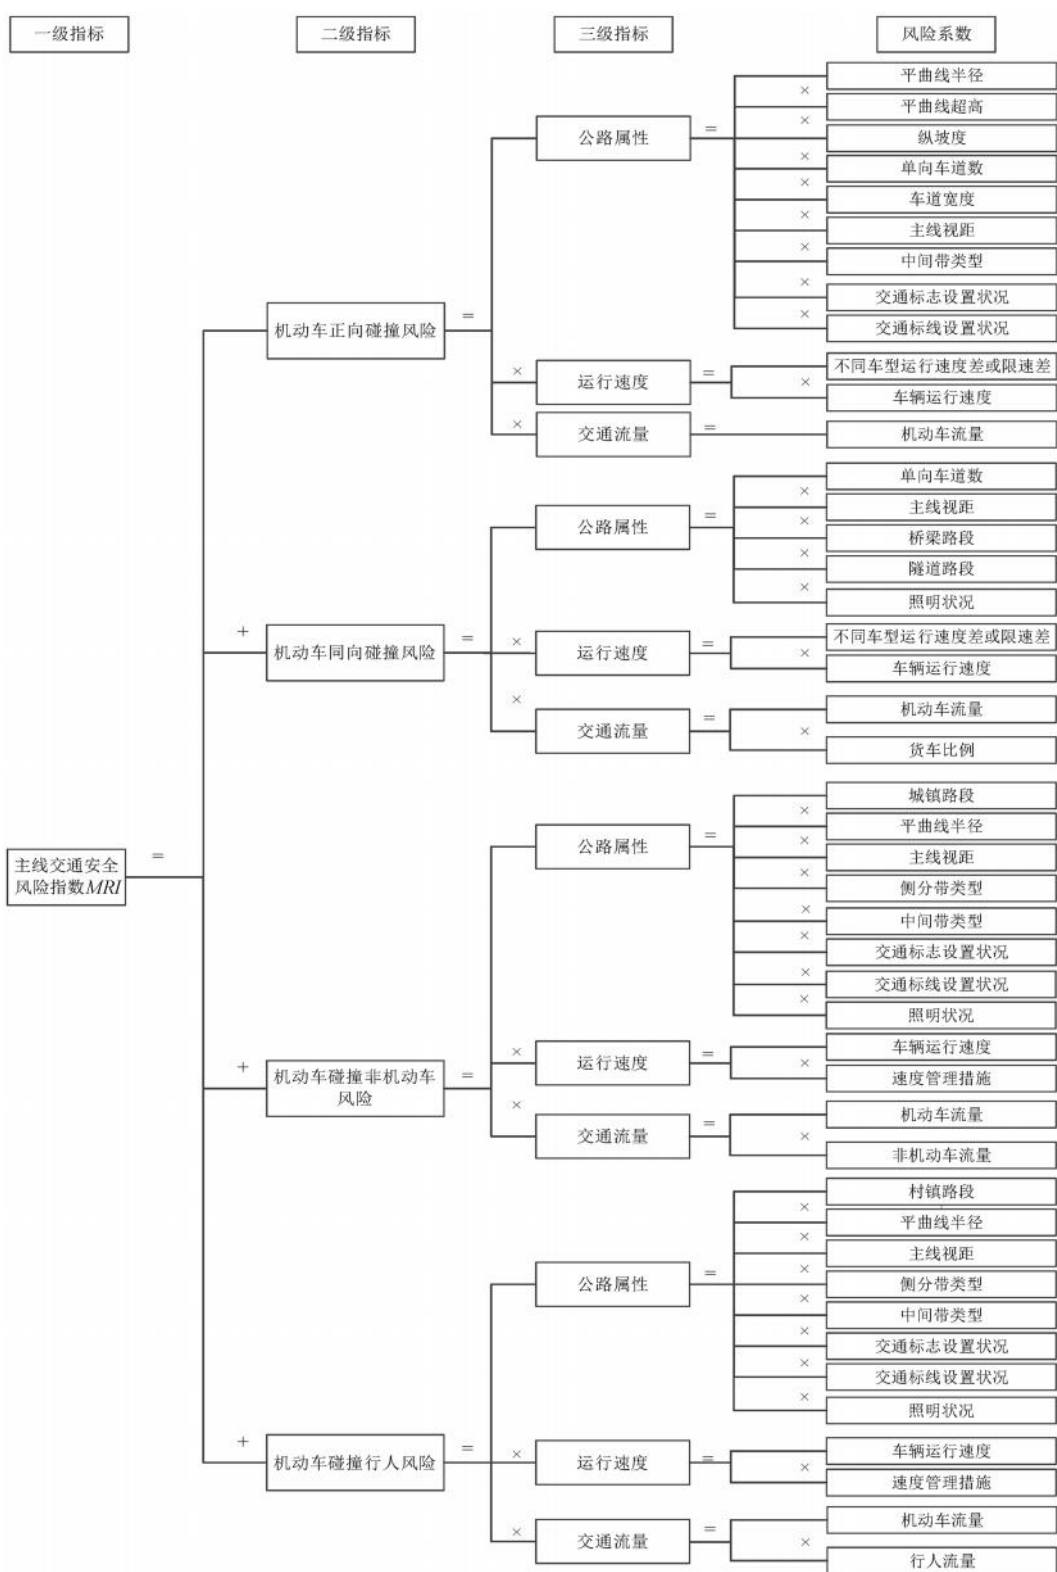 一级指标
二级指标
三级指标
风险系数
主线交通安全
风险指数MRI
=
机动车正向碰撞风险
=
公路属性
=
平曲线半径
×
平曲线超高
×
纵坡度
×
单向车道数
×
车道宽度
×
主线视距
×
中间带类型
×
交通标志设置状况
×
交通标线设置状况
×
运行速度
=
不同车型运行速度差或限速差
×
车辆运行速度
×
交通流量
=
机动车流量
+
机动车同向碰撞风险
=
公路属性
=
单向车道数
×
主线视距
×
桥梁路段
×
隧道路段
×
照明状况
×
运行速度
=
不同车型运行速度差或限速差
×
车辆运行速度
×
交通流量
=
机动车流量
×
货车比例
+
机动车碰撞非机动车
风险
=
公路属性
=
城镇路段
×
平曲线半径
×
主线视距
×
侧分带类型
×
中间带类型
×
交通标志设置状况
×
交通标线设置状况
×
照明状况
×
运行速度
=
车辆运行速度
×
速度管理措施
×
交通流量
=
机动车流量
×
非机动车流量
+
机动车碰撞行人风险
=
公路属性
=
村镇路段
×
平曲线半径
×
主线视距
×
侧分带类型
×
中间带类型
×
交通标志设置状况
×
交通标线设置状况
×
照明状况
×
运行速度
=
车辆运行速度
×
速度管理措施
×
交通流量
=
机动车流量
×
行人流量